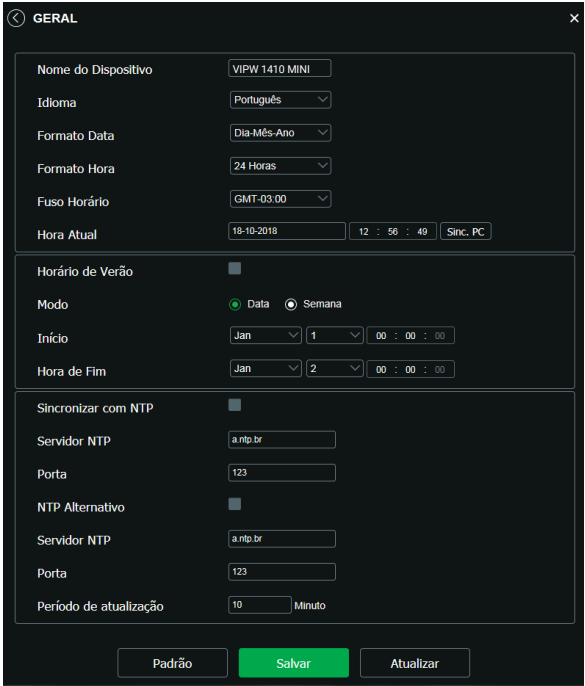 GERAL
Nome do Dispositivo VIPW 1410 MINI
Idioma Português
Formato Data Dia-Mês-Ano
Formato Hora 24 Horas
Fuso Horário GMT-03:00
Hora Atual 18-10-2018 12 : 56 : 49 Sinc. PC
Horário de Verão
Modo Data Semana
Início Jan 1 00 : 00 : 00
Hora de Fim Jan 2 00 : 00 : 00
Sincronizar com NTP
Servidor NTP a.ntp.br
Porta 123
NTP Alternativo
Servidor NTP a.ntp.br
Porta 123
Período de atualização 10 Minuto
Padrão Salvar Atualizar